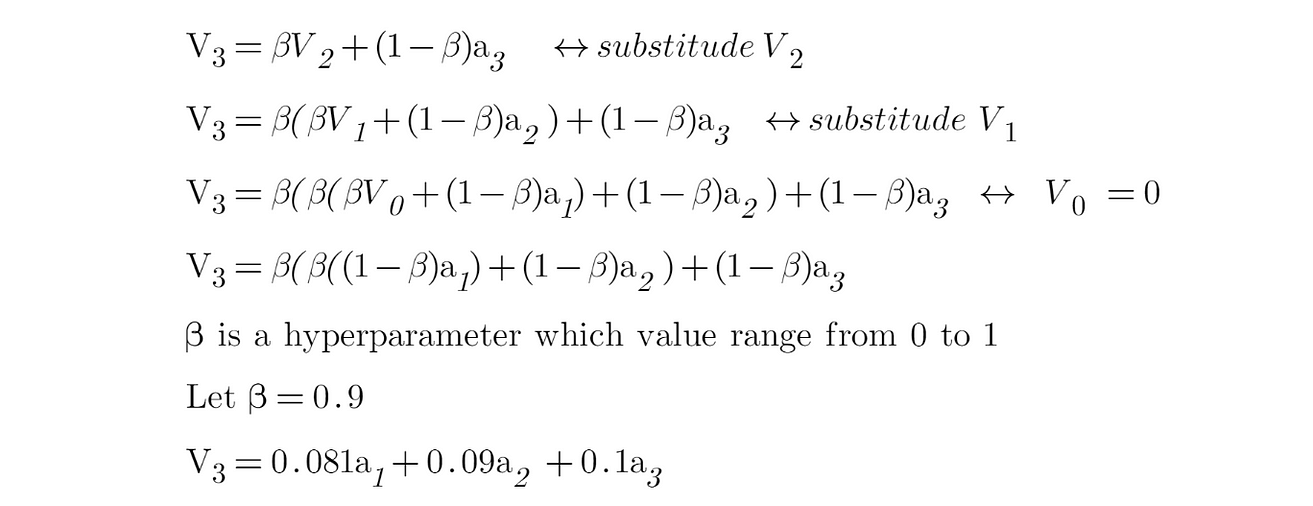 V₃ = βV₂ + (1 − β)a₃ ↔ substitude V₂
V₃ = β(βV₁ + (1 − β)a₂) + (1 − β)a₃ ↔ substitude V₁
V₃ = β(β(βV₀ + (1 − β)a₁) + (1 − β)a₂) + (1 − β)a₃ ↔ V₀ = 0
V₃ = β(β((1 − β)a₁) + (1 − β)a₂) + (1 − β)a₃
β is a hyperparameter which value range from 0 to 1
Let β = 0.9
V₃ = 0.081a₁ + 0.09a₂ + 0.1a₃